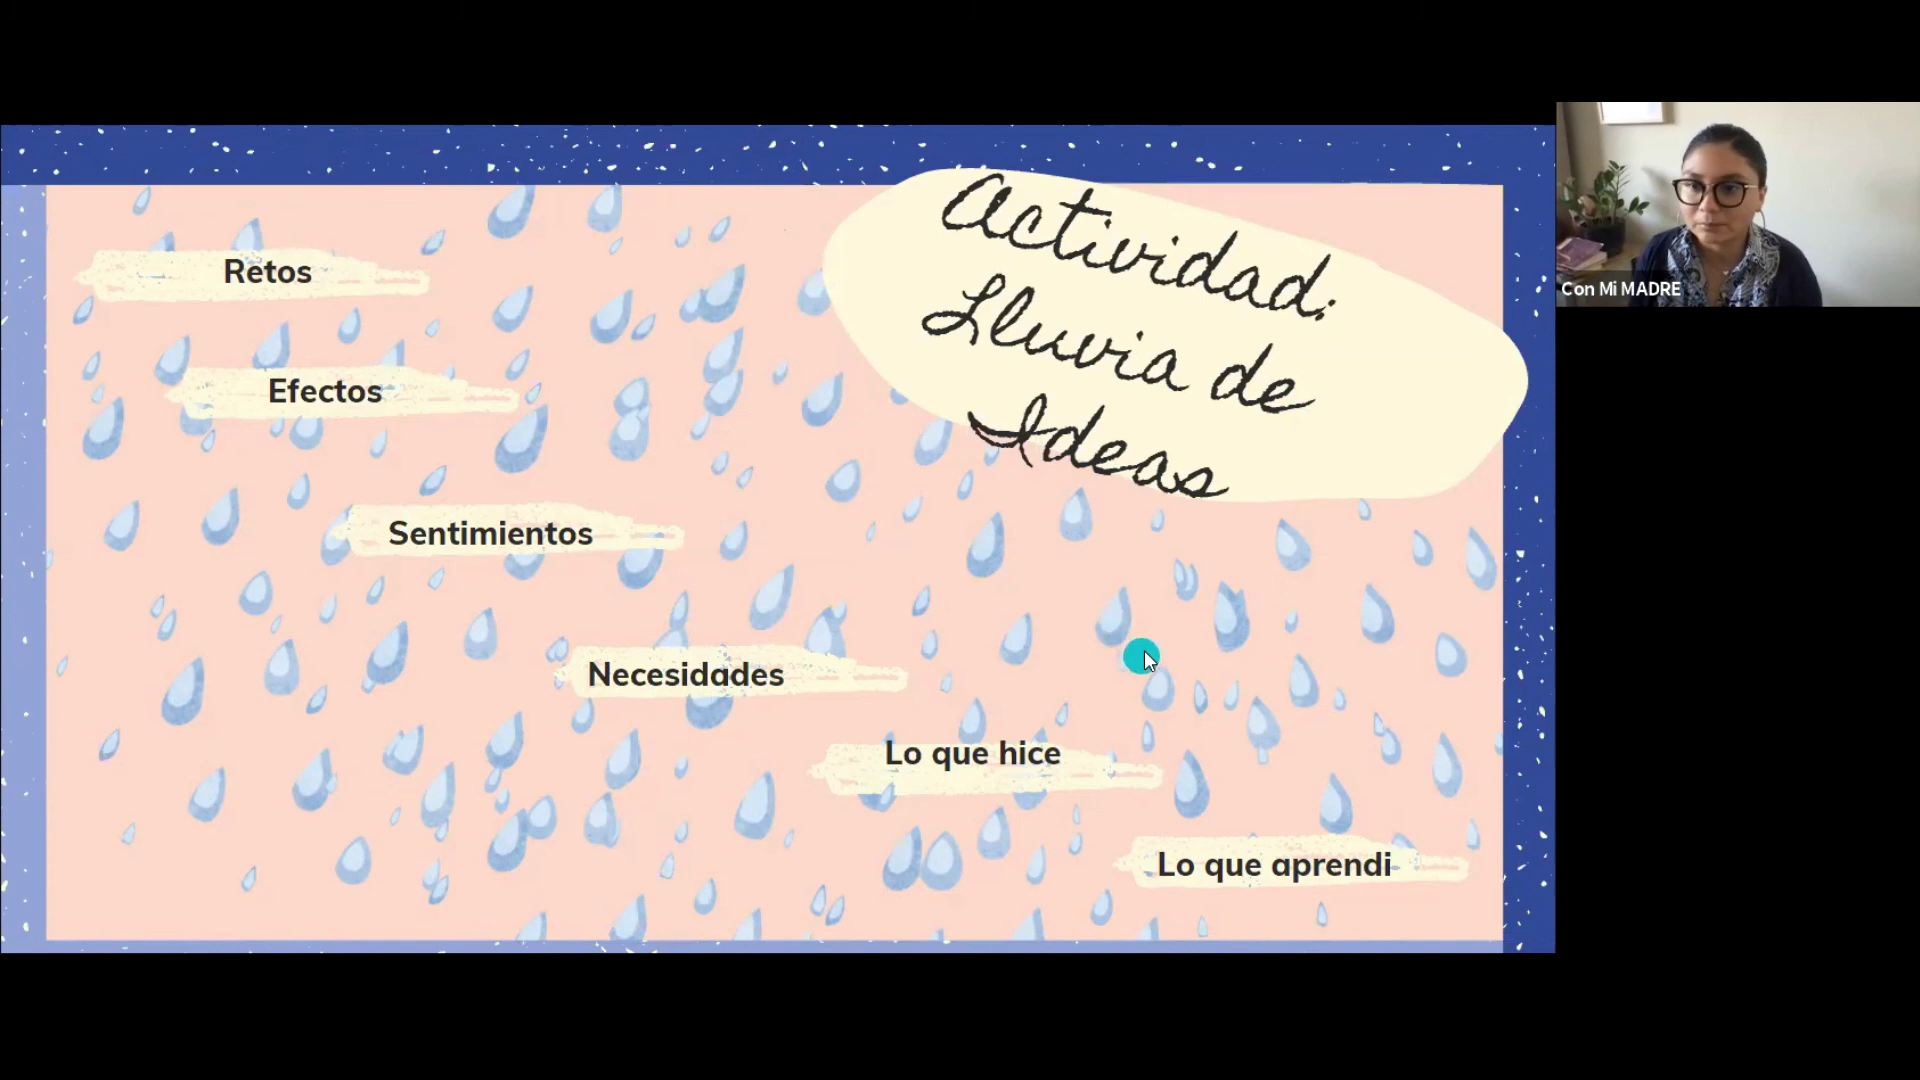 Actividad:
Lluvia de
Ideas
Retos
Efectos
Sentimientos
Necesidades
Lo que hice
Lo que aprendi
Con Mi MADRE